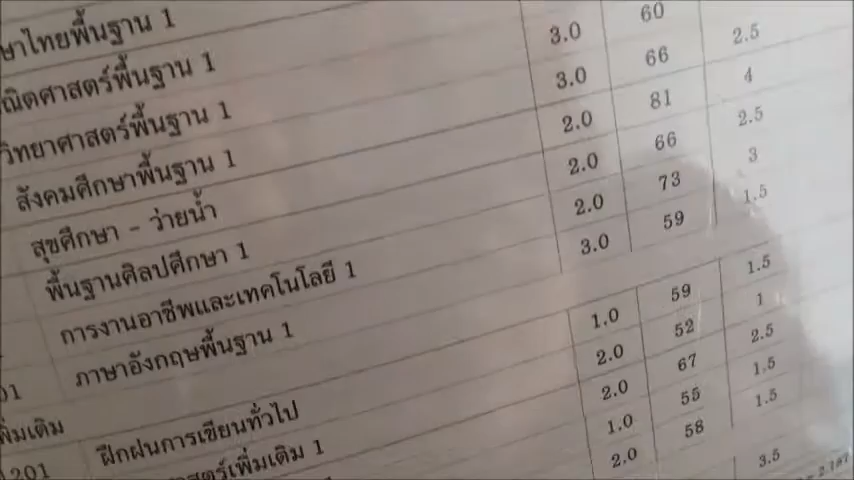 ษาไทยพื้นฐาน 1
ณิตศาสตร์พื้นฐาน 1
วิทยาศาสตร์พื้นฐาน 1 3.0 60
สังคมศึกษาพื้นฐาน 1 3.0 66 2.5
สุขศึกษา - ว่ายน้ำ 2.0 81 4
พื้นฐานศิลปศึกษา 1 2.0 66 2.5
การงานอาชีพและเทคโนโลยี 1 2.0 73 3
01 ภาษาอังกฤษพื้นฐาน 1 3.0 59 1.5
พิ่มเติม
1201 ฝึกฝนการเขียนทั่วไป 1.0 59 1.5
าสตร์เพิ่มเติม 1 2.0 52 1
2.0 67 2.5
1.0 55 1.5
2.0 58 1.5
3.5